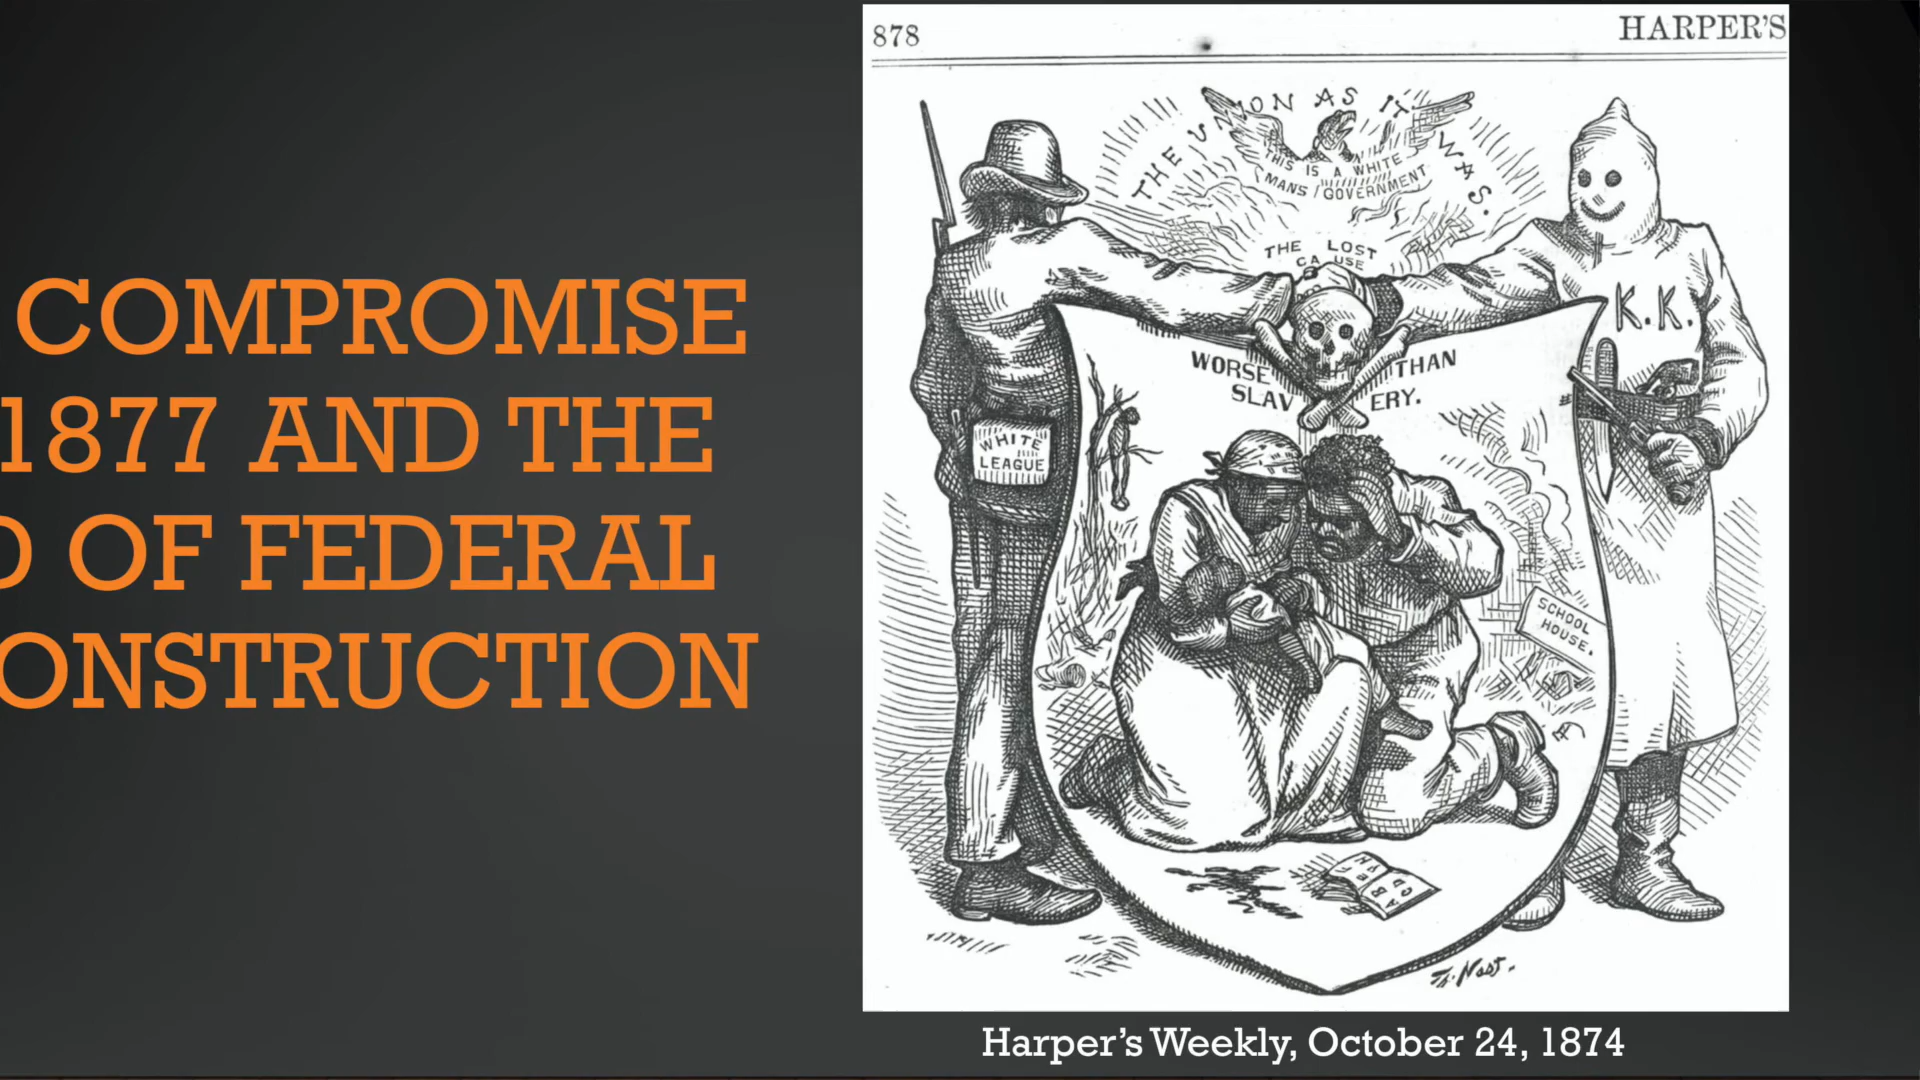 COMPROMISE
1877 AND THE
D OF FEDERAL
ONSTRUCTION
878
HARPER'S
THE UNION AS IT WAS.
THIS IS A WHITE
MANS GOVERNMENT
THE LOST
CAUSE
K.K.
WORSE THAN
SLAVERY.
WHITE
LEAGUE
SCHOOL
HOUSE.
Th. Nast.
Harper's Weekly, October 24, 1874